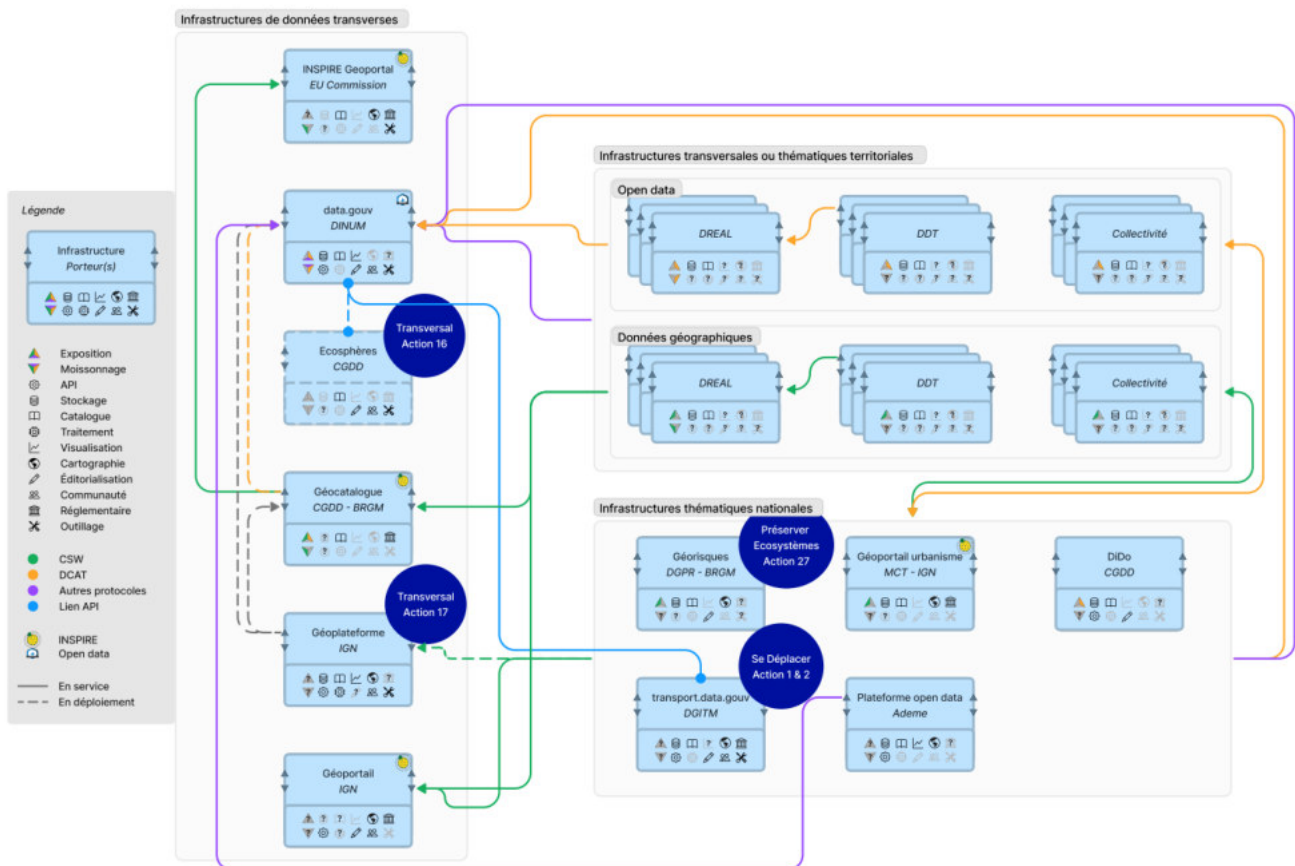 Infrastructures de données transverses
INSPIRE Geoportal
EU Commission
data.gouv
DINUM
Transversal
Action 16
Ecosphères
CGDD
Géocatalogue
CGDD - BRGM
Transversal
Action 17
Géoplateforme
IGN
Géoportail
IGN
Légende
Infrastructure
Porteur(s)
Exposition
Moissonnage
API
Stockage
Catalogue
Traitement
Visualisation
Cartographie
Éditorialisation
Communauté
Réglementaire
Outillage
CSW
DCAT
Autres protocoles
Lien API
INSPIRE
Open data
En service
En déploiement
Infrastructures transversales ou thématiques territoriales
Open data
DREAL
DDT
Collectivité
Données géographiques
DREAL
DDT
Collectivité
Infrastructures thématiques nationales
Géorisques
DGPR - BRGM
Préserver
Ecosystèmes
Action 27
Géoportail urbanisme
MCT - IGN
DiDo
CGDD
Se Déplacer
Action 1 & 2
transport.data.gouv
DGITM
Plateforme open data
Ademe